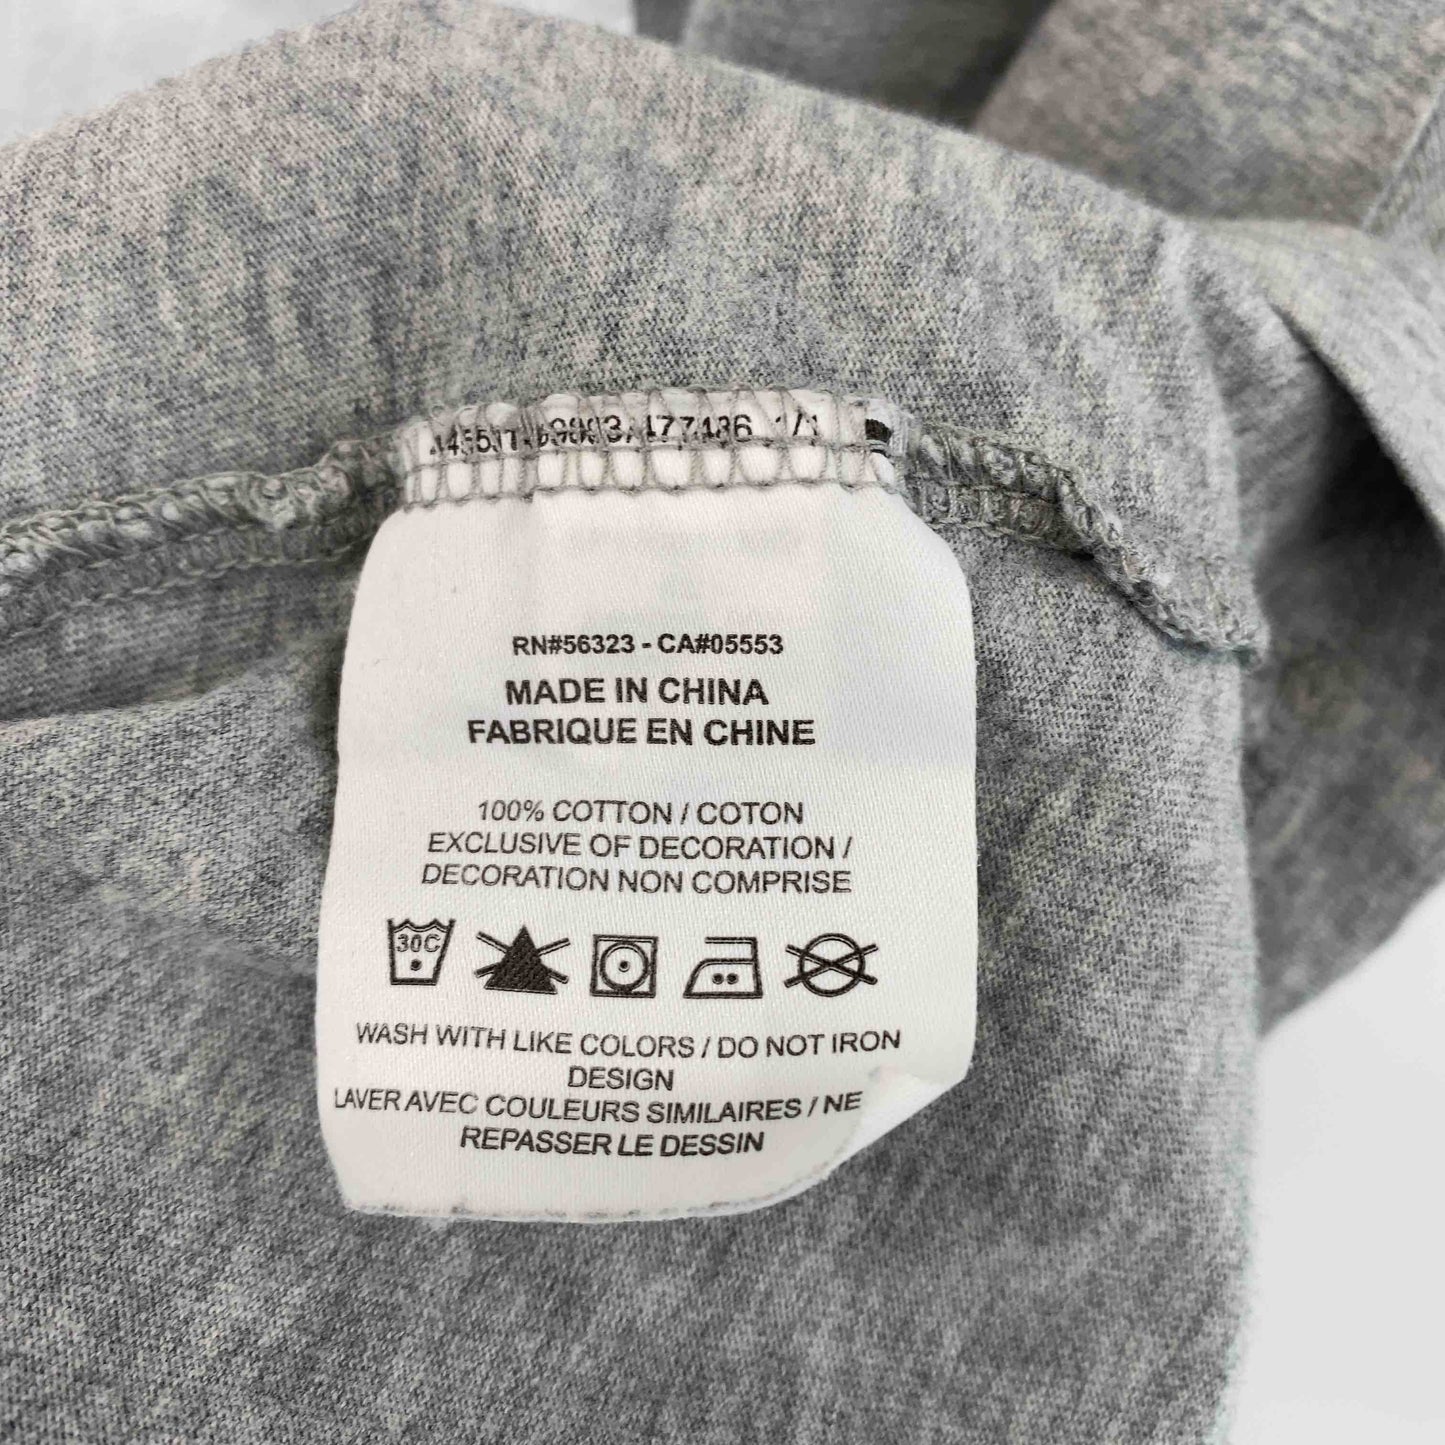 RN#56323 - CA#05553
MADE IN CHINA
FABRIQUE EN CHINE
100% COTTON / COTON
EXCLUSIVE OF DECORATION /
DECORATION NON COMPRISE
30C
WASH WITH LIKE COLORS / DO NOT IRON
DESIGN
LAVER AVEC COULEURS SIMILAIRES / NE
REPASSER LE DESSIN